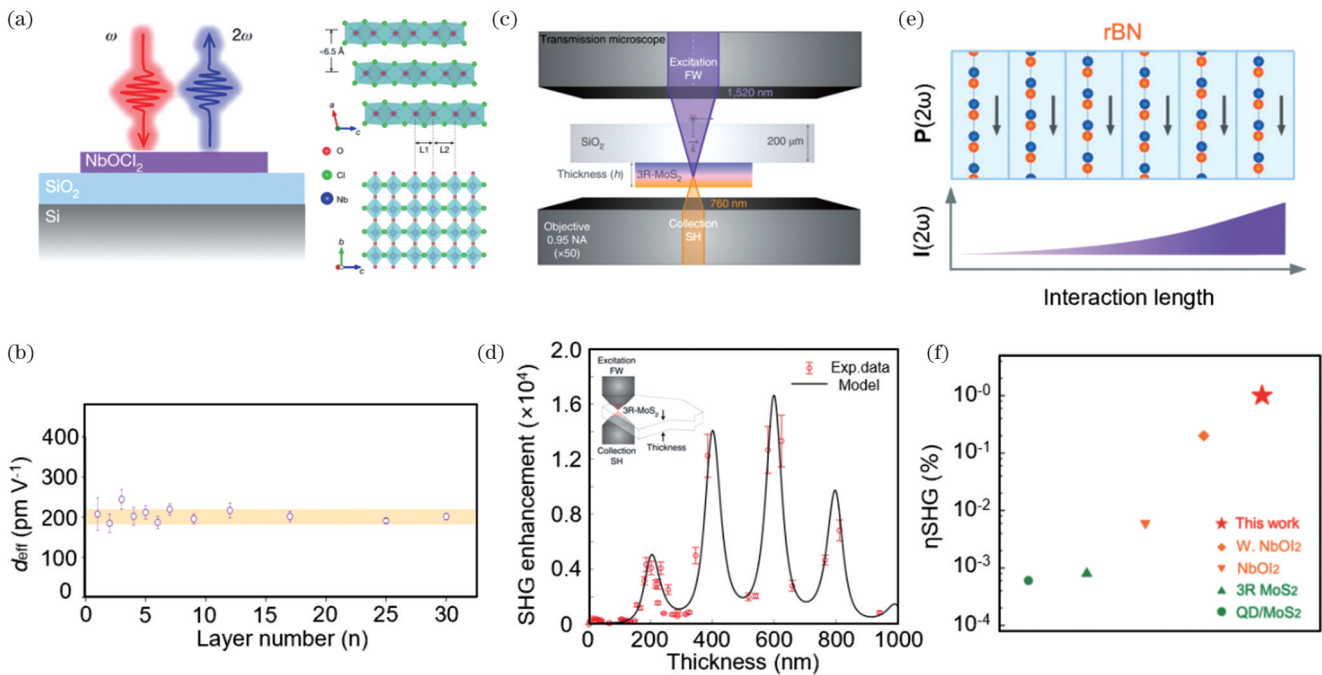 (a)
ω
2ω
NbOCl₂
SiO₂
Si
≈6.5 Å
a
c
L1
L2
O
Cl
Nb
b
c
(b)
400
300
200
100
0
0
5
10
15
20
25
30
deff (pm V⁻¹)
Layer number (n)
(c)
Transmission microscope
Excitation
FW
1,520 nm
SiO₂
200 μm
Thickness (h)
3R-MoS₂
760 nm
Collection
SH
Objective
0.95 NA
(×50)
(d)
2.0
1.6
1.2
0.8
0.4
0
0
200
400
600
800
1000
SHG enhancement (×10⁴)
Thickness (nm)
Excitation
FW
3R-MoS₂
Thickness
Collection
SH
Exp.data
Model
(e)
rBN
P(2ω)
I(2ω)
Interaction length
(f)
10⁻⁰
10⁻¹
10⁻²
10⁻³
10⁻⁴
ηSHG (%)
This work
W. NbOI₂
NbOI₂
3R MoS₂
QD/MoS₂